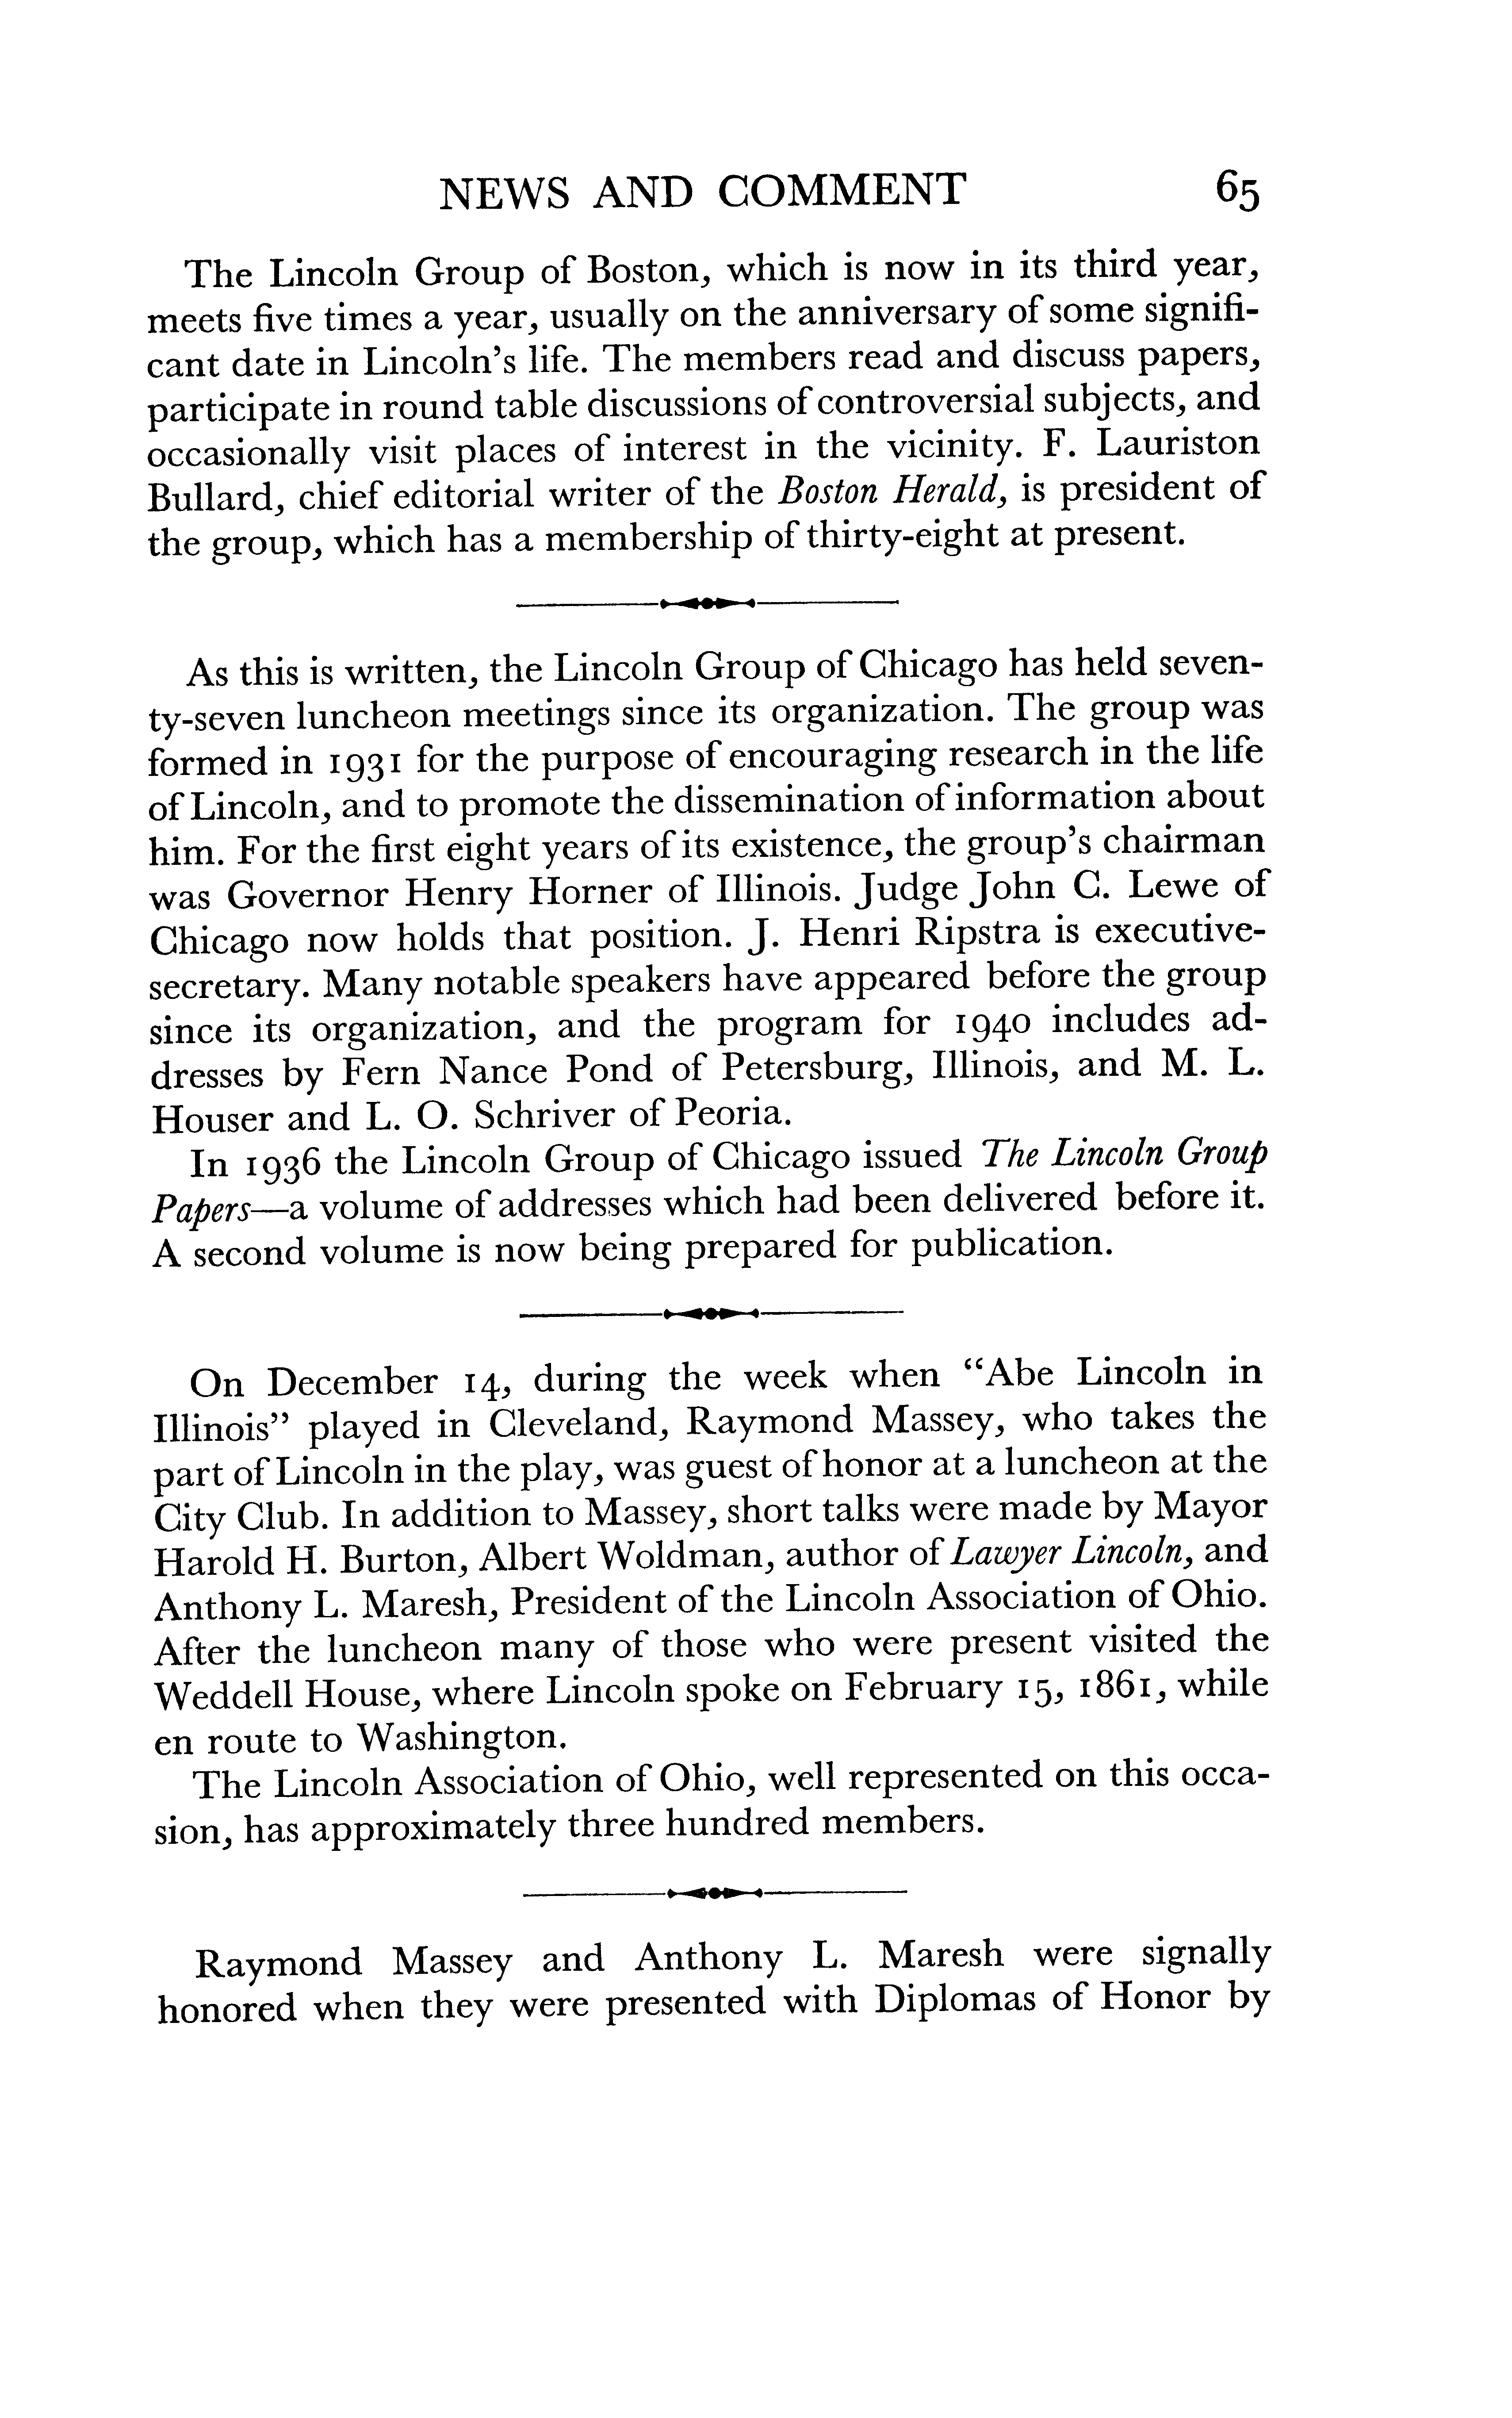 NEWS AND COMMENT 65
The Lincoln Group of Boston, which is now in its third year,
meets five times a year, usually on the anniversary of some signifi-
cant date in Lincoln's life. The members read and discuss papers,
participate in round table discussions of controversial subjects, and
occasionally visit places of interest in the vicinity. F. Lauriston
Bullard, chief editorial writer of the Boston Herald, is president of
the group, which has a membership of thirty-eight at present.
As this is written, the Lincoln Group of Chicago has held seven-
ty-seven luncheon meetings since its organization. The group was
formed in 1931 for the purpose of encouraging research in the life
of Lincoln, and to promote the dissemination of information about
him. For the first eight years of its existence, the group's chairman
was Governor Henry Horner of Illinois. Judge John C. Lewe of
Chicago now holds that position. J. Henri Ripstra is executive-
secretary. Many notable speakers have appeared before the group
since its organization, and the program for 1940 includes ad-
dresses by Fern Nance Pond of Petersburg, Illinois, and M. L.
Houser and L. O. Schriver of Peoria.
In 1936 the Lincoln Group of Chicago issued The Lincoln Group
Papers—a volume of addresses which had been delivered before it.
A second volume is now being prepared for publication.
On December 14, during the week when "Abe Lincoln in
Illinois" played in Cleveland, Raymond Massey, who takes the
part of Lincoln in the play, was guest of honor at a luncheon at the
City Club. In addition to Massey, short talks were made by Mayor
Harold H. Burton, Albert Woldman, author of Lawyer Lincoln, and
Anthony L. Maresh, President of the Lincoln Association of Ohio.
After the luncheon many of those who were present visited the
Weddell House, where Lincoln spoke on February 15, 1861, while
en route to Washington.
The Lincoln Association of Ohio, well represented on this occa-
sion, has approximately three hundred members.
Raymond Massey and Anthony L. Maresh were signally
honored when they were presented with Diplomas of Honor by